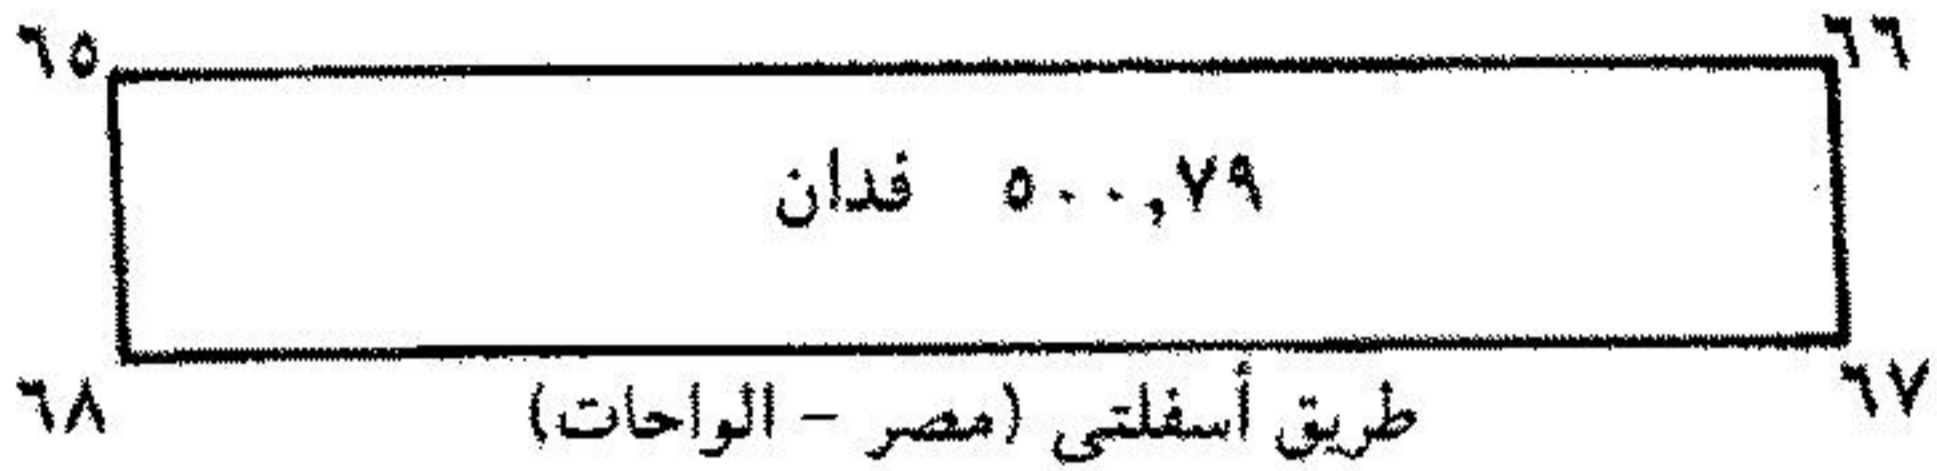 ٦٥
٦٦
٥٠٠,٧٩ فدان
٦٨
٦٧
طريق أسفلتى (مصر - الواحات)